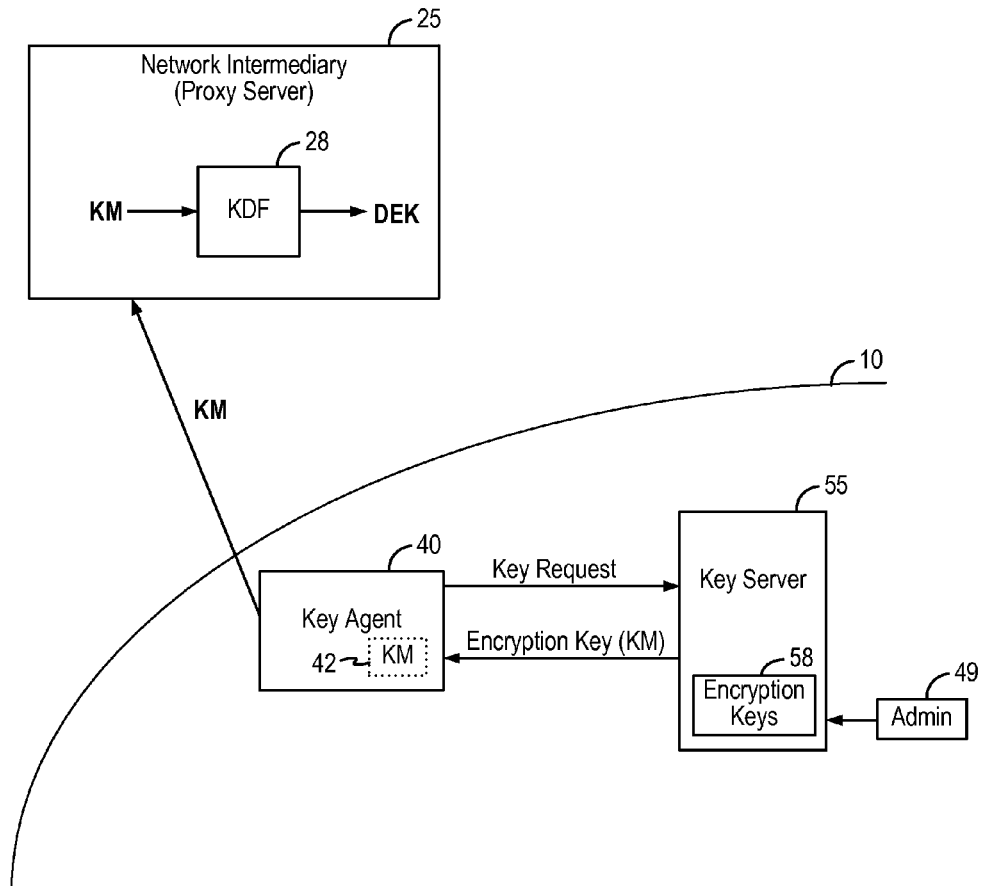 25
Network Intermediary
(Proxy Server)
28
KM
KDF
DEK
10
KM
55
40
Key Request
Key Server
Key Agent
Encryption Key (KM)
42
KM
58
Encryption
Keys
49
Admin